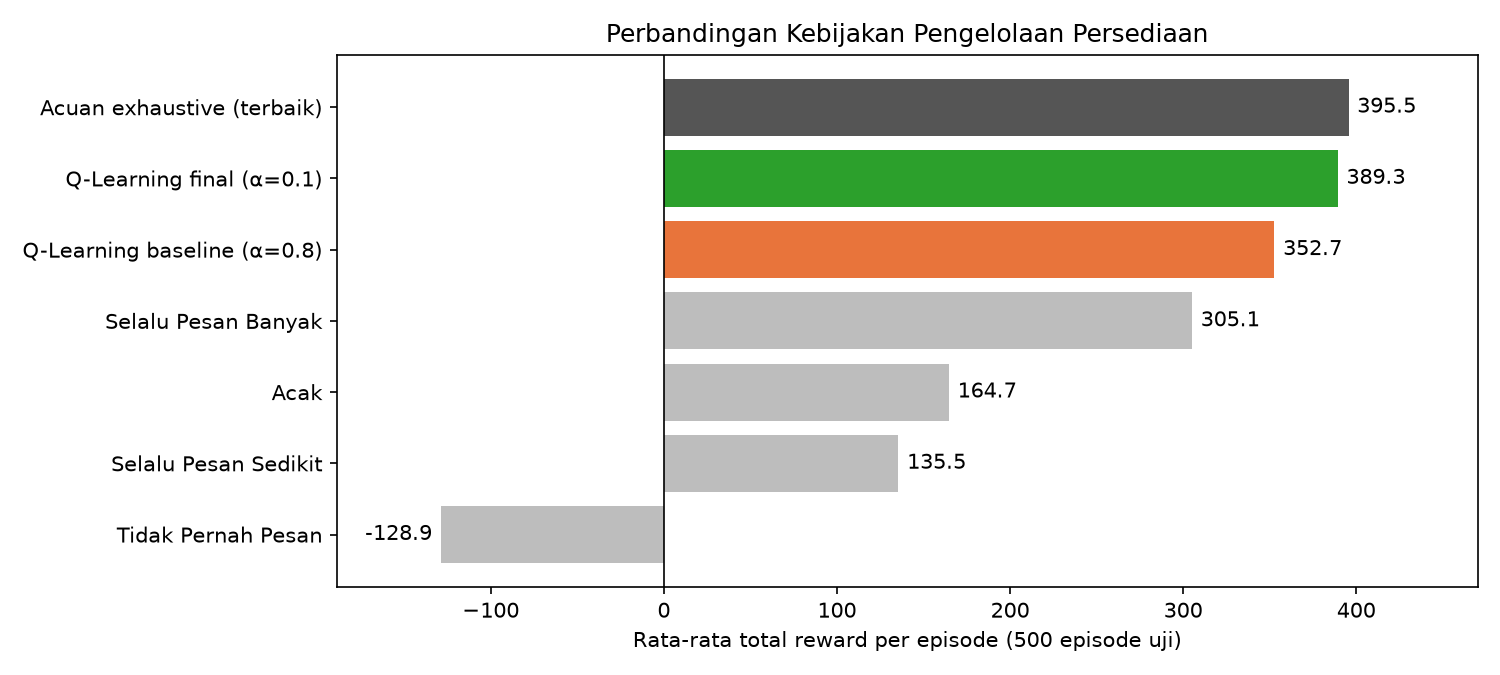 Perbandingan Kebijakan Pengelolaan Persediaan
Acuan exhaustive (terbaik) 395.5
Q-Learning final (α=0.1) 389.3
Q-Learning baseline (α=0.8) 352.7
Selalu Pesan Banyak 305.1
Acak 164.7
Selalu Pesan Sedikit 135.5
Tidak Pernah Pesan -128.9
−100 0 100 200 300 400
Rata-rata total reward per episode (500 episode uji)